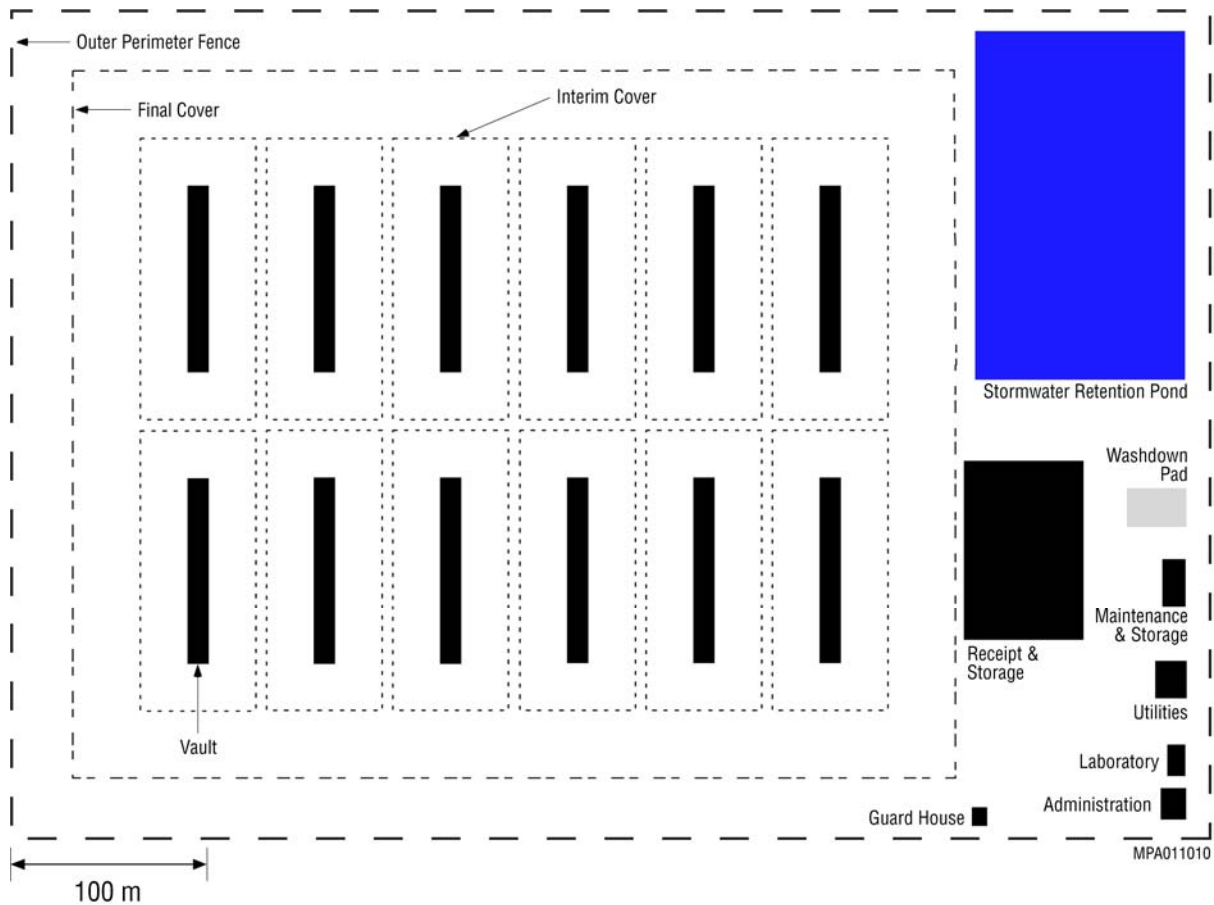 Outer Perimeter Fence
Final Cover
Interim Cover
Stormwater Retention Pond
Washdown
Pad
Maintenance
& Storage
Receipt &
Storage
Utilities
Vault
Laboratory
Administration
Guard House
MPA011010
100 m